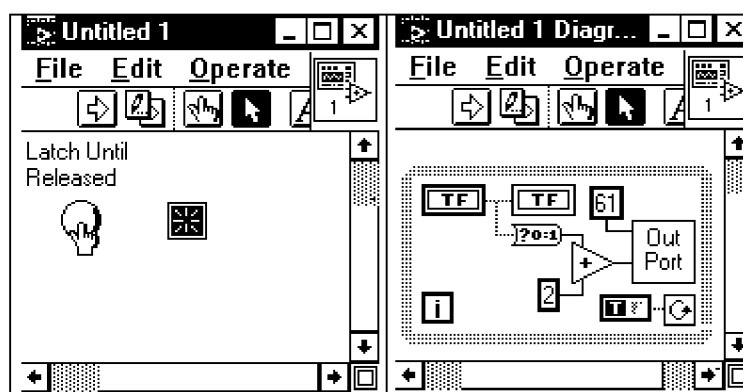 Untitled 1
File Edit Operate
1
Latch Until
Released
Untitled 1 Diagr...
File Edit Operate
1
TF TF 61
?0:1
+
Out
Port
2
i
T